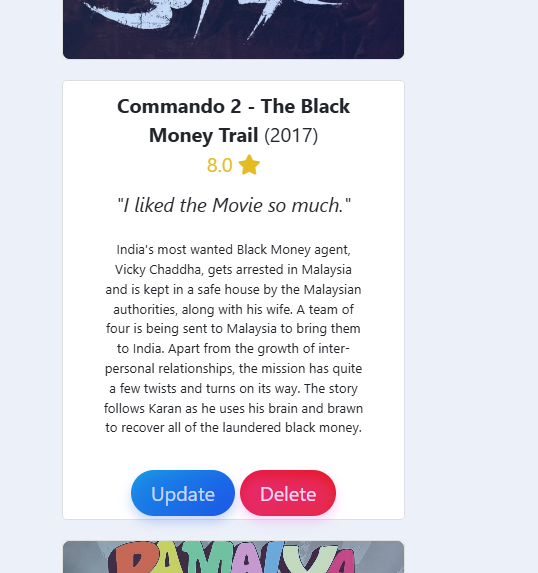 Commando 2 - The Black
Money Trail (2017)
8.0
"I liked the Movie so much."
India's most wanted Black Money agent,
Vicky Chaddha, gets arrested in Malaysia
and is kept in a safe house by the Malaysian
authorities, along with his wife. A team of
four is being sent to Malaysia to bring them
to India. Apart from the growth of inter-
personal relationships, the mission has quite
a few twists and turns on its way. The story
follows Karan as he uses his brain and brawn
to recover all of the laundered black money.
Update Delete
RAMAIYA